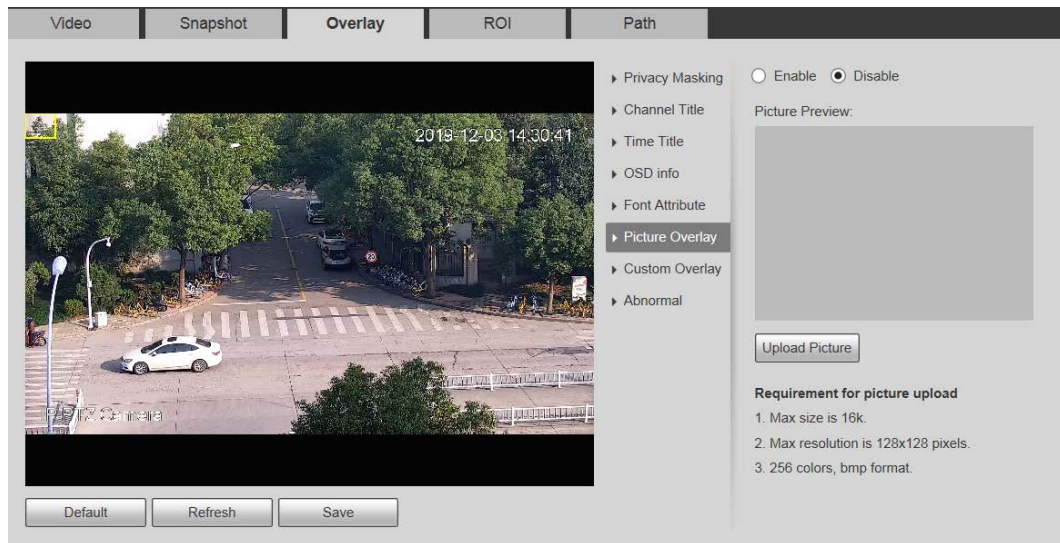 Video
Snapshot
Overlay
ROI
Path
2019-12-03 14:30:41
PTZ Camera
Default
Refresh
Save
Privacy Masking
Channel Title
Time Title
OSD info
Font Attribute
Picture Overlay
Custom Overlay
Abnormal
Enable
Disable
Picture Preview:
Upload Picture
Requirement for picture upload
1. Max size is 16k.
2. Max resolution is 128x128 pixels.
3. 256 colors, bmp format.